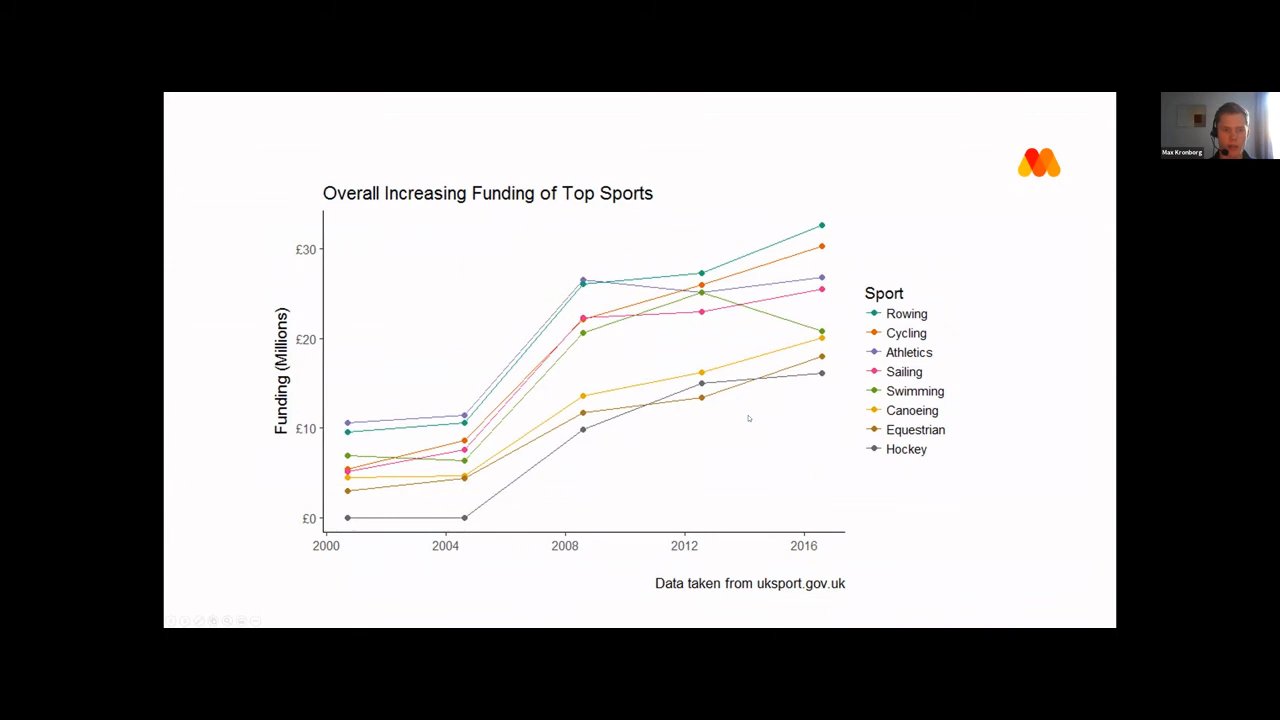 Max Kronborg
Overall Increasing Funding of Top Sports
£30
£20
£10
£0
Funding (Millions)
2000 2004 2008 2012 2016
Sport
Rowing
Cycling
Athletics
Sailing
Swimming
Canoeing
Equestrian
Hockey
Data taken from uksport.gov.uk